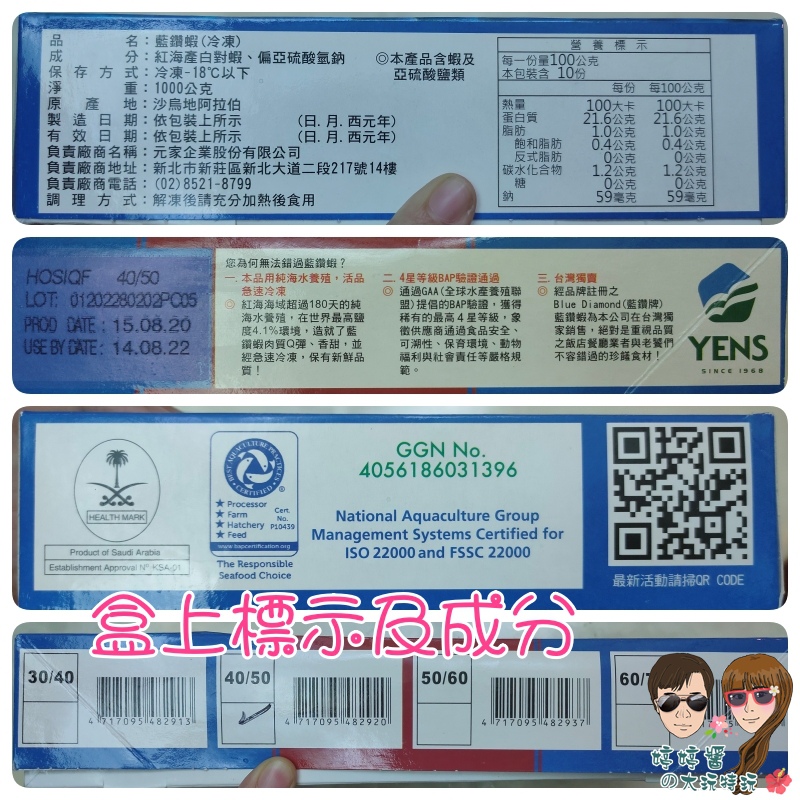 品名：藍鑽蝦(冷凍)
成分：紅海產白對蝦、偏亞硫酸氫鈉
◎本產品含蝦及
亞硫酸鹽類
保存方式：冷凍-18℃以下
淨重：1000公克
原產地：沙烏地阿拉伯
製造日期：依包裝上所示 (日.月.西元年)
有效日期：依包裝上所示 (日.月.西元年)
負責廠商名稱：元家企業股份有限公司
負責廠商地址：新北市新莊區新北大道二段217號14樓
負責廠商電話：(02)8521-8799
調理方式：解凍後請充分加熱後食用
營養標示
每一份量100公克
本包裝含 10份
每份 每100公克
熱量 100大卡 100大卡
蛋白質 21.6公克 21.6公克
脂肪 1.0公克 1.0公克
飽和脂肪 0.4公克 0.4公克
反式脂肪 0公克 0公克
碳水化合物 1.2公克 1.2公克
糖 0公克 0公克
鈉 59毫克 59毫克
HOSIQF 40/50
LOT: 01202280202PC05
PROD DATE: 15.08.20
USE BY DATE: 14.08.22
您為何無法錯過藍鑽蝦?
一.本品用純海水養殖，活品
急速冷凍
◎紅海海域超過180天的純
海水養殖，在世界最高鹽
度4.1%環境，造就了藍
鑽蝦肉質Q彈、香甜，並
經急速冷凍，保有新鮮品
質！
二.4星等級BAP驗證通過
◎通過GAA(全球水產養殖聯
盟)提倡的BAP驗證，獲得
稀有的最高4星等級，象
徵供應商通過食品安全、
可溯性、保育環境、動物
福利與社會責任等嚴格規
範。
三.台灣獨賣
◎經品牌註冊之
Blue Diamond(藍鑽牌)
藍鑽蝦為本公司在台灣獨
家銷售，絕對是重視品質
之飯店餐廳業者與老饕們
不容錯過的珍饈食材！
YENS
SINCE 1968
HEALTH MARK
Product of Saudi Arabia
Establishment Approval N° KSA-01
BEST AQUACULTURE PRACTICES
CERTIFIED
★ Processor
★ Farm
★ Hatchery
★ Feed
Cert.
No.
P10439
www.bapcertification.org
The Responsible
Seafood Choice
GGN No.
4056186031396
National Aquaculture Group
Management Systems Certified for
ISO 22000 and FSSC 22000
最新活動請掃QR CODE
盒上標示及成分
30/40
4 717095 482913
40/50
4 717095 482920
50/60
4 717095 482937
60/
婷婷醬
の大玩特玩